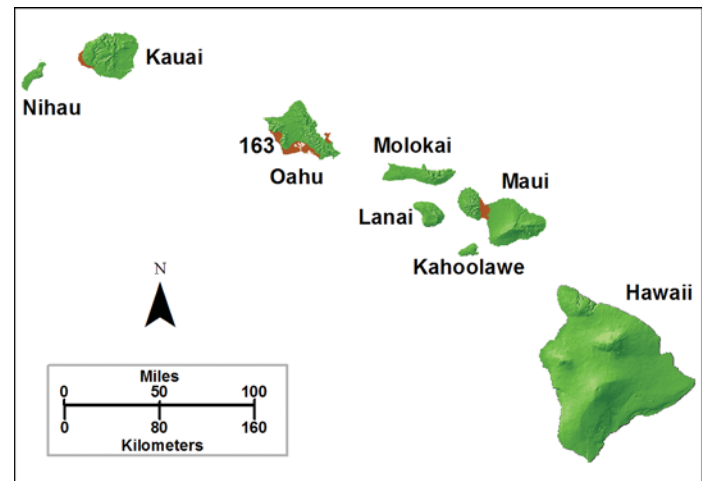 Kauai
Nihau
163
Oahu
Molokai
Maui
Lanai
Kahoolawe
Hawaii
N
Miles
0 50 100
0 80 160
Kilometers